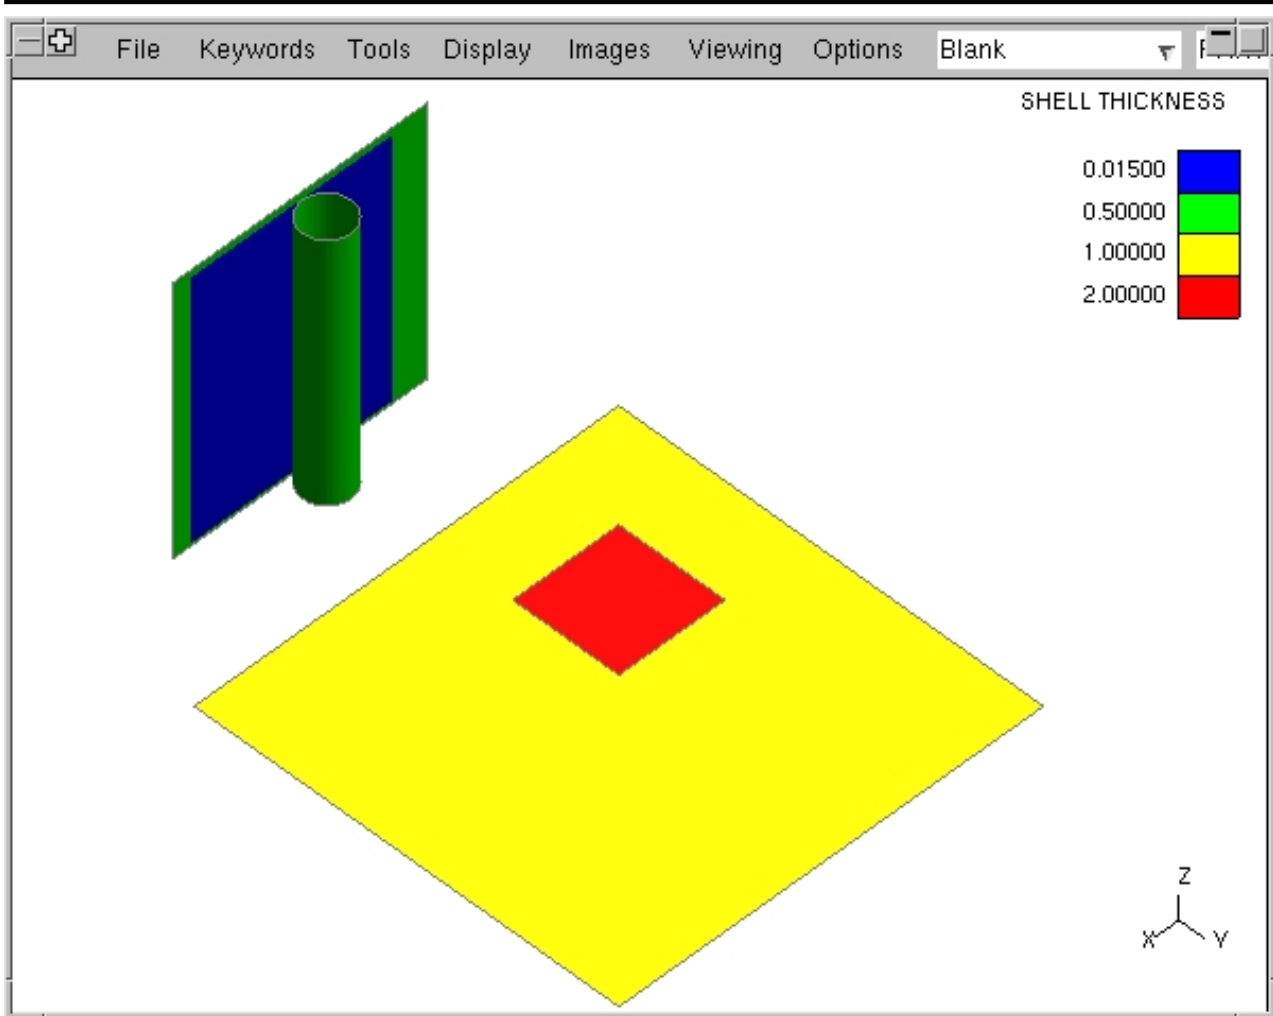 File Keywords Tools Display Images Viewing Options Blank
SHELL THICKNESS
0.01500
0.50000
1.00000
2.00000
Z
X Y